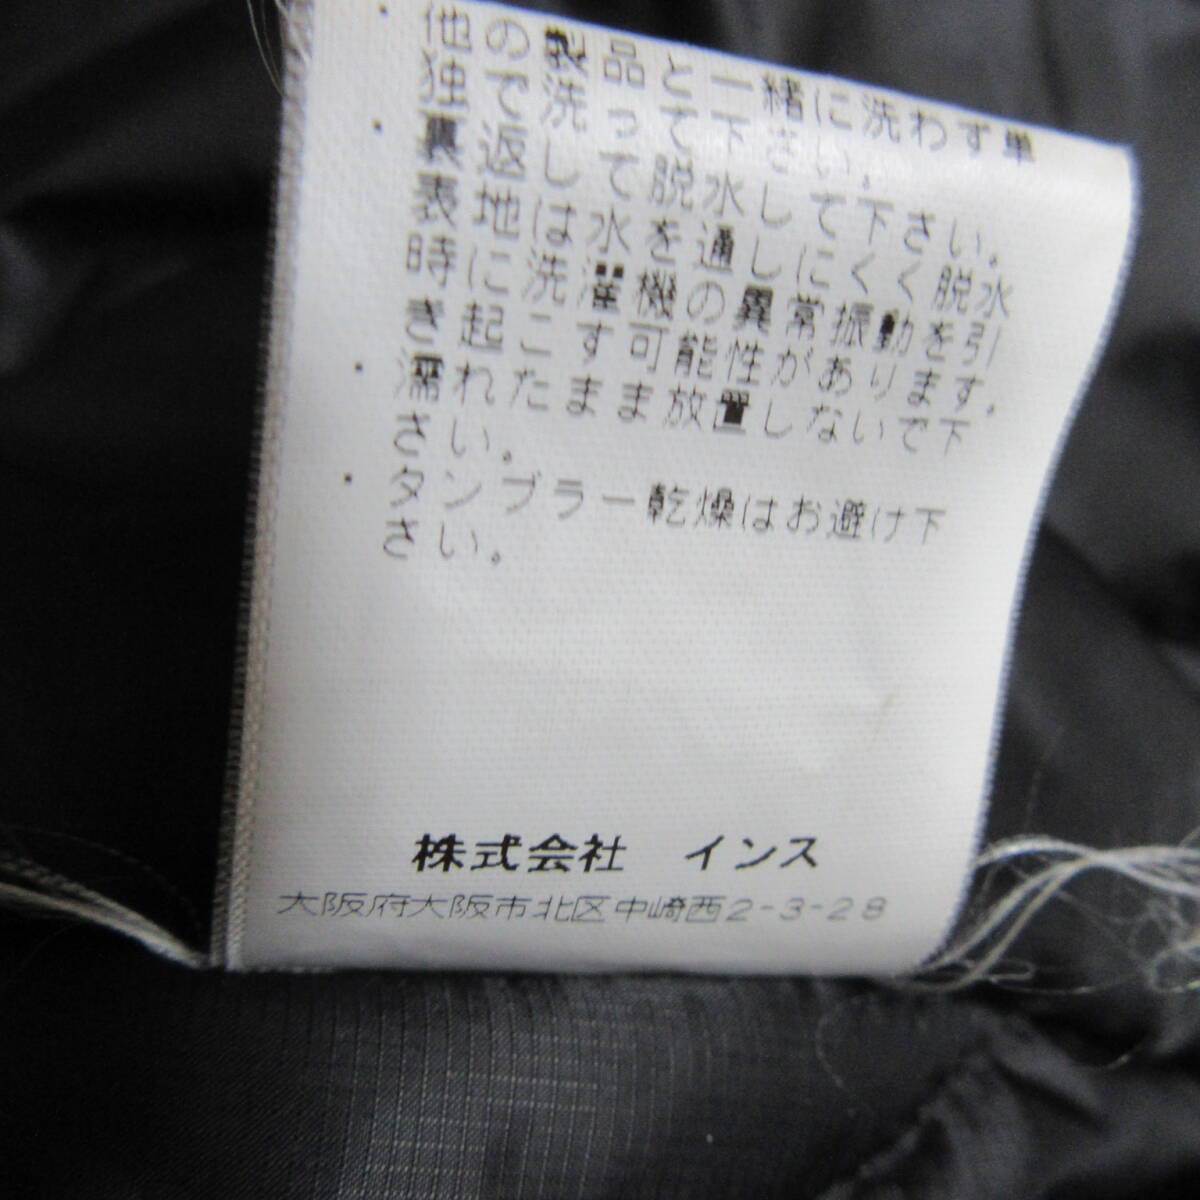 ・他の製品と一緒に洗わず単
独で洗って下さい。
・裏返して脱水して下さい。
表地は水を通しにくく脱水
時に洗濯機の異常振動を引
き起こす可能性があります。
・濡れたまま放置しないで下
さい。
・タンブラー乾燥はお避け下
さい。
株式会社 インス
大阪府大阪市北区中崎西2-3-28